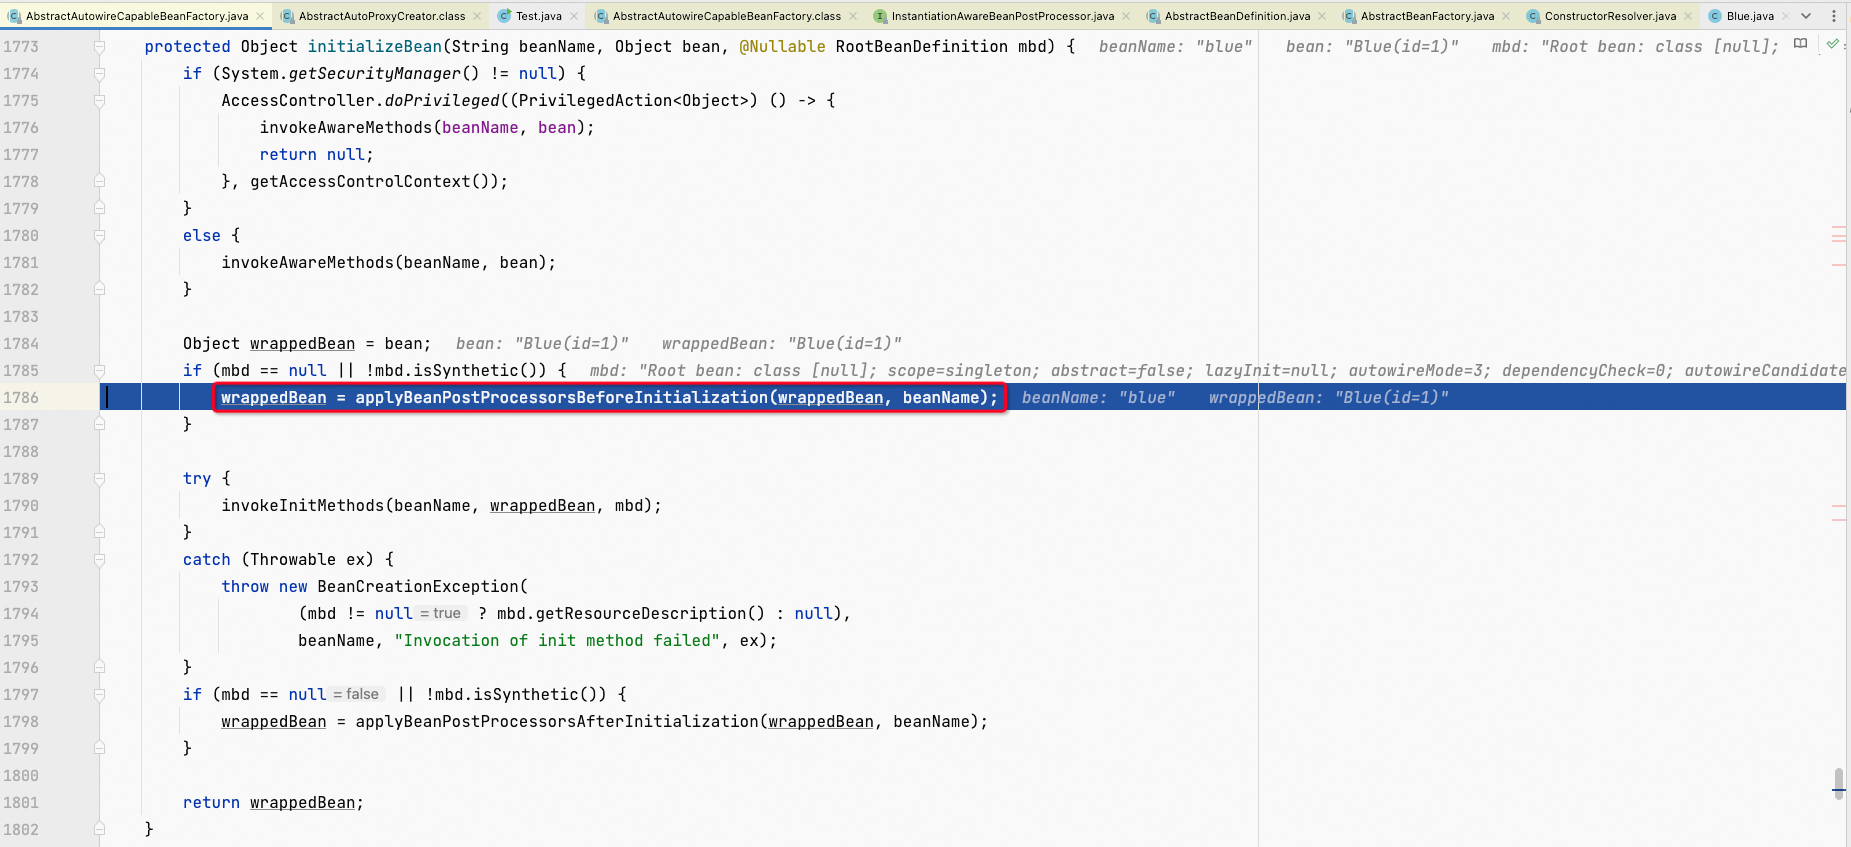 AbstractAutowireCapableBeanFactory.java AbstractAutoProxyCreator.class Test.java AbstractAutowireCapableBeanFactory.class InstantiationAwareBeanPostProcessor.java AbstractBeanDefinition.java AbstractBeanFactory.java ConstructorResolver.java Blue.java
1773 protected Object initializeBean(String beanName, Object bean, @Nullable RootBeanDefinition mbd) { beanName: "blue" bean: "Blue(id=1)" mbd: "Root bean: class [null];
1774 if (System.getSecurityManager() != null) {
1775 AccessController.doPrivileged((PrivilegedAction<Object>) () -> {
1776 invokeAwareMethods(beanName, bean);
1777 return null;
1778 }, getAccessControlContext());
1779 }
1780 else {
1781 invokeAwareMethods(beanName, bean);
1782 }
1783
1784 Object wrappedBean = bean; bean: "Blue(id=1)" wrappedBean: "Blue(id=1)"
1785 if (mbd == null || !mbd.isSynthetic()) { mbd: "Root bean: class [null]; scope=singleton; abstract=false; lazyInit=null; autowireMode=3; dependencyCheck=0; autowireCandidate
1786 wrappedBean = applyBeanPostProcessorsBeforeInitialization(wrappedBean, beanName); beanName: "blue" wrappedBean: "Blue(id=1)"
1787 }
1788
1789 try {
1790 invokeInitMethods(beanName, wrappedBean, mbd);
1791 }
1792 catch (Throwable ex) {
1793 throw new BeanCreationException(
1794 (mbd != null = true ? mbd.getResourceDescription() : null),
1795 beanName, "Invocation of init method failed", ex);
1796 }
1797 if (mbd == null = false || !mbd.isSynthetic()) {
1798 wrappedBean = applyBeanPostProcessorsAfterInitialization(wrappedBean, beanName);
1799 }
1800
1801 return wrappedBean;
1802 }